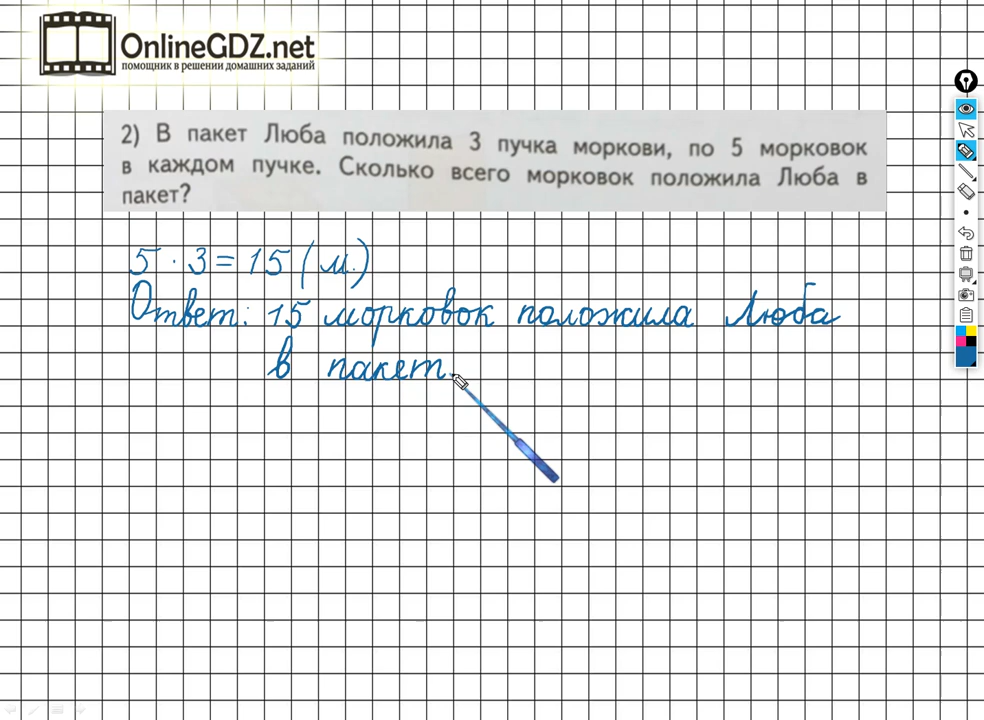 OnlineGDZ.net
помощник в решении домашних заданий
2) В пакет Люба положила 3 пучка моркови, по 5 морковок
в каждом пучке. Сколько всего морковок положила Люба в
пакет?
5 · 3 = 15 (м.)
Ответ: 15 морковок положила Люба
в пакет.